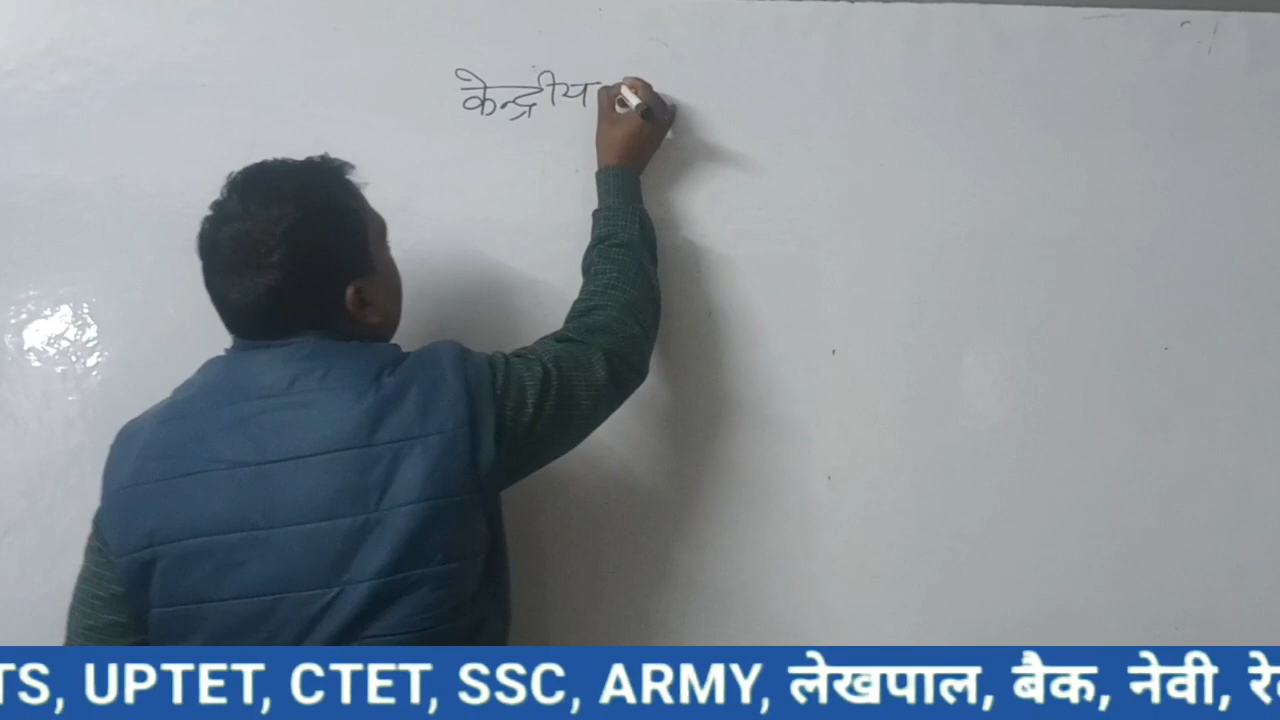 केन्द्रीय
TS, UPTET, CTET, SSC, ARMY, लेखपाल, बैक, नेवी,